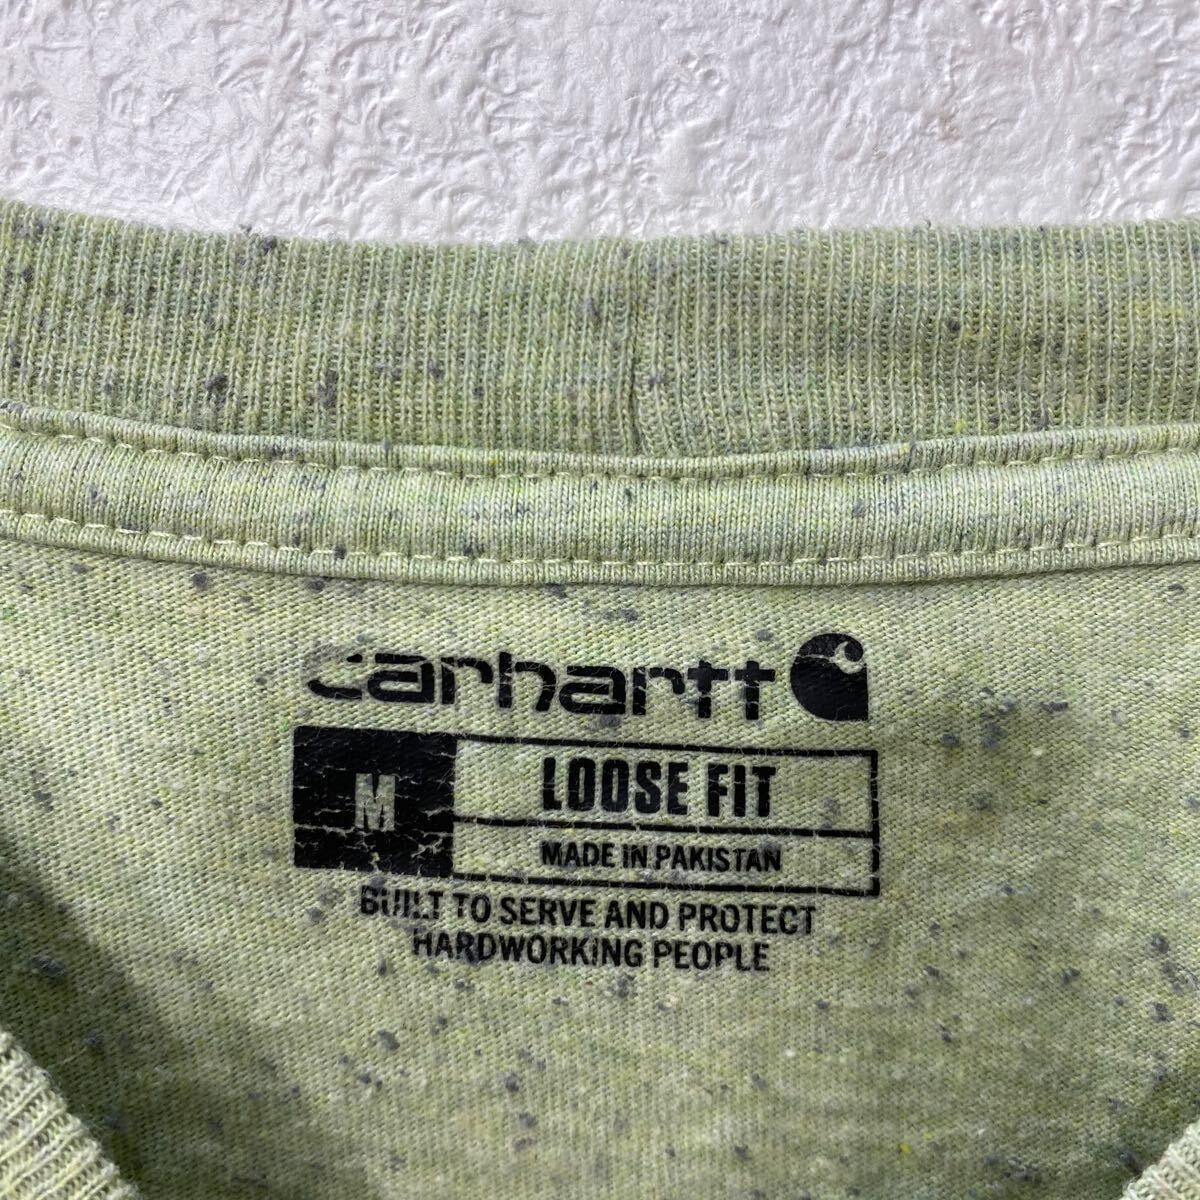 carhartt
M LOOSE FIT
MADE IN PAKISTAN
BUILT TO SERVE AND PROTECT
HARDWORKING PEOPLE